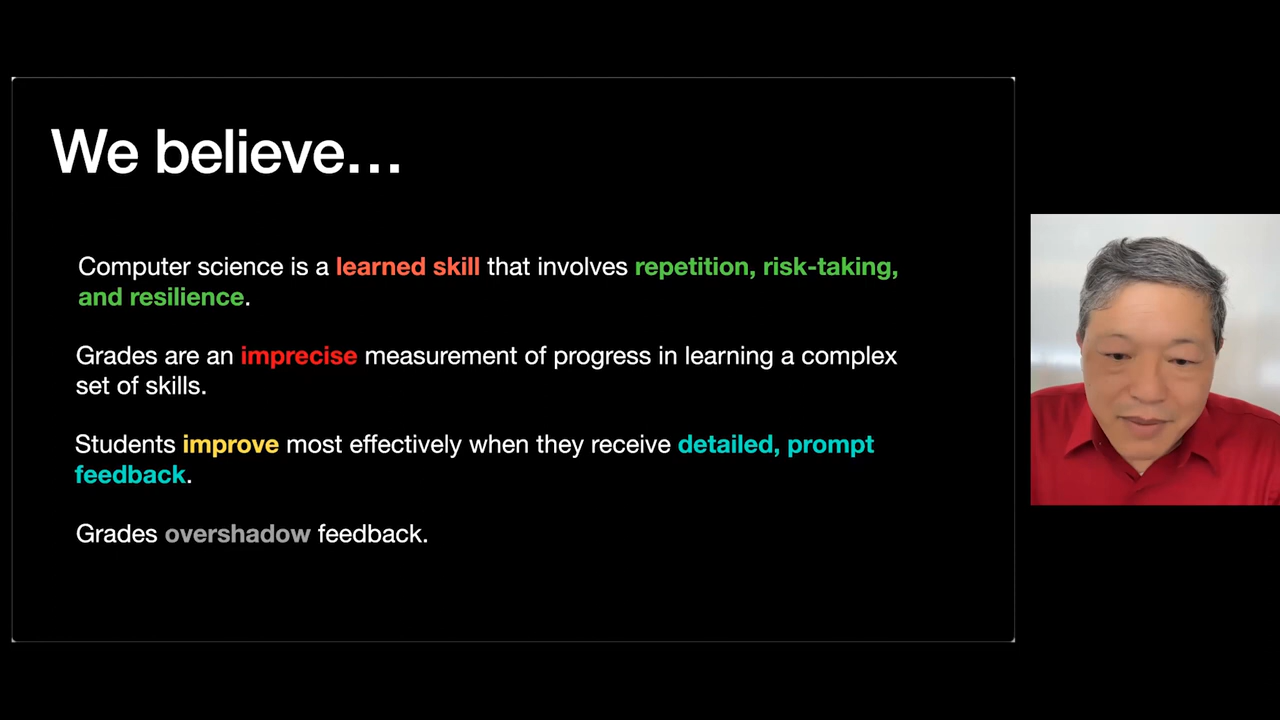 We believe…
Computer science is a learned skill that involves repetition, risk-taking,
and resilience.
Grades are an imprecise measurement of progress in learning a complex
set of skills.
Students improve most effectively when they receive detailed, prompt
feedback.
Grades overshadow feedback.